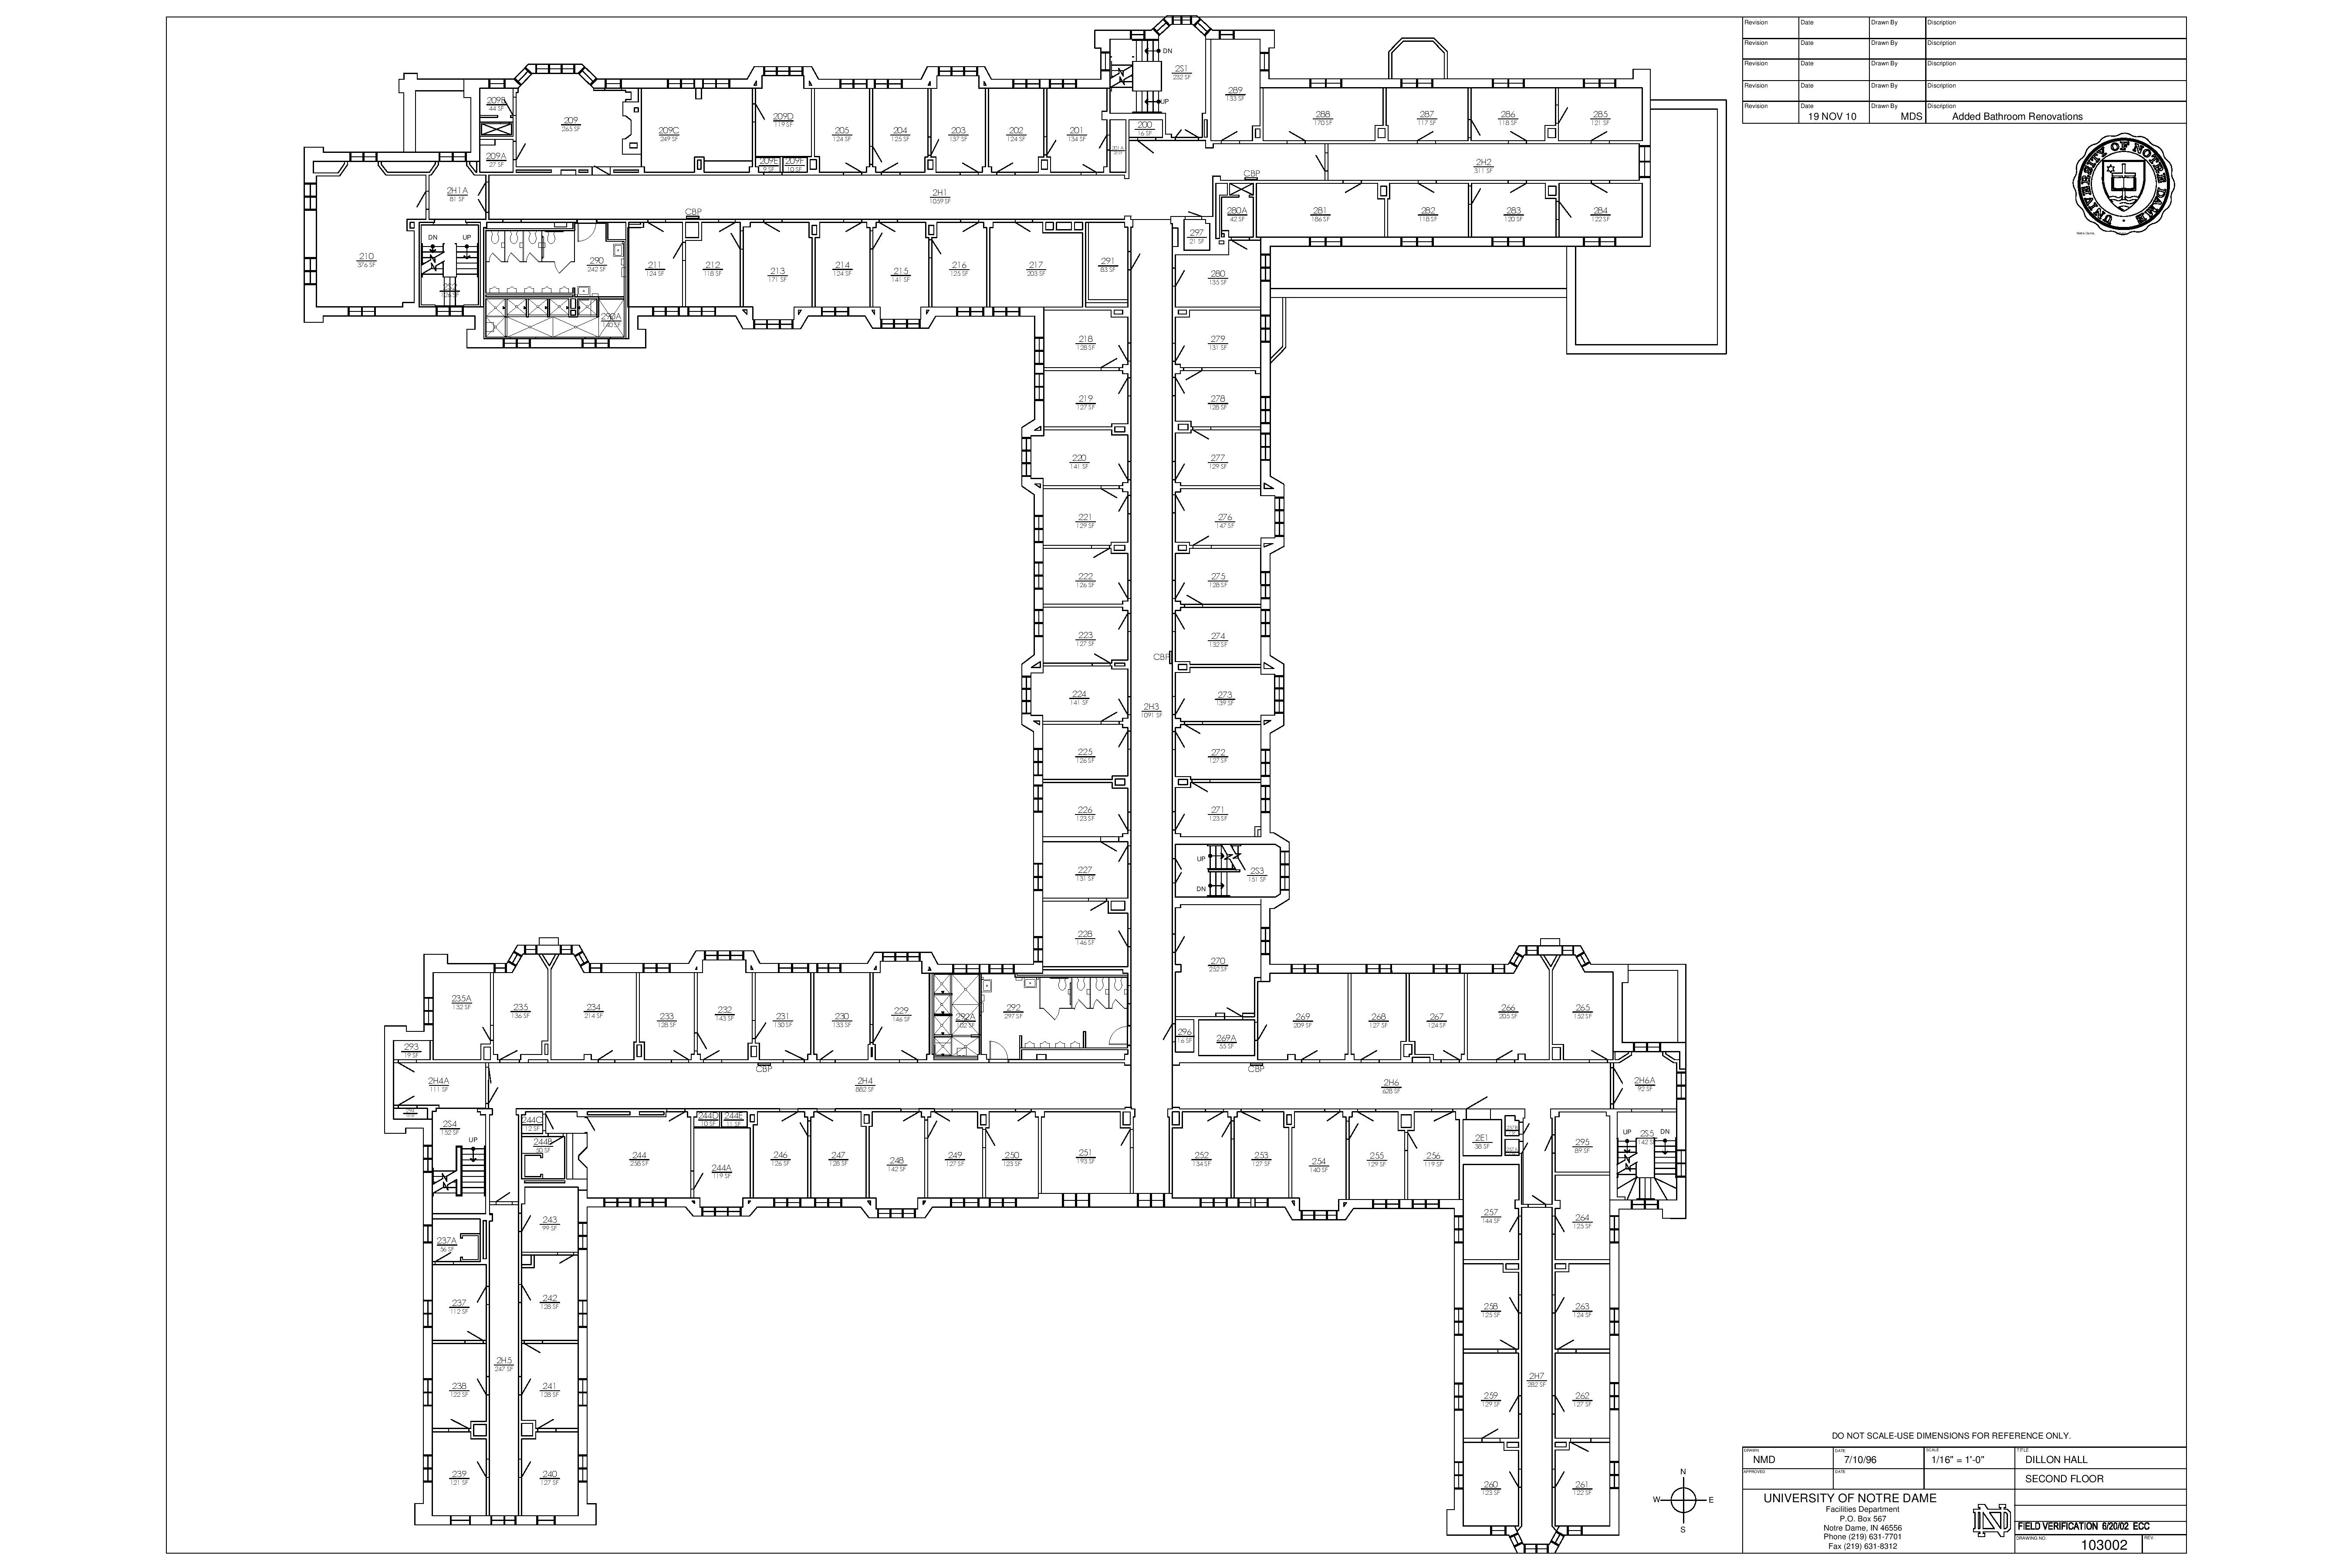 Revision Date Drawn By Discription
Revision Date Drawn By Discription
Revision Date Drawn By Discription
Revision Date Drawn By Discription
Revision Date Drawn By Discription
19 NOV 10 MDS Added Bathroom Renovations
UNIVERSITY OF NOTRE DAME
Notre Dame,
DN
UP
2S1
232 SF
289
133 SF
200
16 SF
209B
44 SF
209
265 SF
209A
27 SF
209C
249 SF
209D
119 SF
209E
9 SF
209F
10 SF
205
124 SF
204
125 SF
203
137 SF
202
124 SF
201
134 SF
288
170 SF
287
117 SF
286
118 SF
285
121 SF
2H2
311 SF
CBP
2H1A
81 SF
2H1
1059 SF
CBP
210
376 SF
DN UP
2S2
290
242 SF
290A
140 SF
211
124 SF
212
118 SF
213
171 SF
214
124 SF
215
141 SF
216
125 SF
217
203 SF
291
83 SF
297
21 SF
280A
42 SF
281
186 SF
282
118 SF
283
120 SF
284
122 SF
280
135 SF
218
128 SF
279
131 SF
219
127 SF
278
128 SF
220
141 SF
277
129 SF
221
129 SF
276
147 SF
222
126 SF
275
128 SF
223
127 SF
274
132 SF
CBP
224
141 SF
273
139 SF
2H3
1091 SF
225
126 SF
272
127 SF
226
123 SF
271
123 SF
227
131 SF
UP
DN
2S3
151 SF
228
146 SF
270
252 SF
235A
132 SF
235
136 SF
234
214 SF
233
128 SF
232
143 SF
231
130 SF
230
133 SF
229
146 SF
292A
102 SF
292
297 SF
296
16 SF
269A
55 SF
269
209 SF
268
127 SF
267
124 SF
266
205 SF
265
152 SF
293
19 SF
2H4A
111 SF
CBP
2H4
882 SF
CBP
2H6
628 SF
2H6A
92 SF
2S4
152 SF
UP
244C
12 SF
244B
50 SF
244
258 SF
244D
10 SF
244E
11 SF
244A
119 SF
246
126 SF
247
128 SF
248
142 SF
249
127 SF
250
123 SF
251
193 SF
252
134 SF
253
127 SF
254
140 SF
255
129 SF
256
119 SF
2E1
38 SF
295
89 SF
UP DN
2S5
142 SF
243
99 SF
237A
56 SF
237
112 SF
242
128 SF
2H5
247 SF
238
122 SF
241
128 SF
239
121 SF
240
127 SF
257
144 SF
264
125 SF
258
125 SF
263
124 SF
2H7
282 SF
259
129 SF
262
127 SF
260
123 SF
261
122 SF
N
W E
S
DO NOT SCALE-USE DIMENSIONS FOR REFERENCE ONLY.
DRAWN DATE SCALE TITLE
NMD 7/10/96 1/16" = 1'-0" DILLON HALL
APPROVED DATE
SECOND FLOOR
UNIVERSITY OF NOTRE DAME
Facilities Department
P.O. Box 567
Notre Dame, IN 46556
Phone (219) 631-7701
Fax (219) 631-8312
ND
FIELD VERIFICATION 6/20/02 ECC
DRAWING NO. REV.
103002